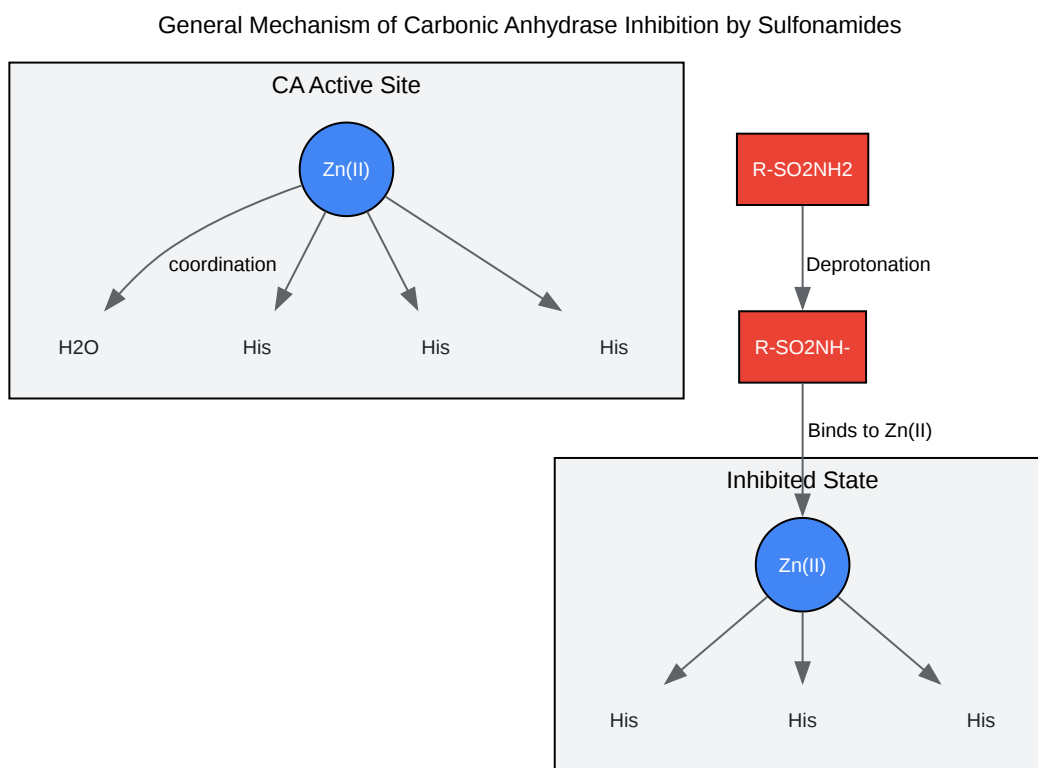 General Mechanism of Carbonic Anhydrase Inhibition by Sulfonamides
CA Active Site
Zn(II)
R-SO2NH2
coordination
Deprotonation
H2O
His
His
His
R-SO2NH-
Binds to Zn(II)
Inhibited State
Zn(II)
His
His
His